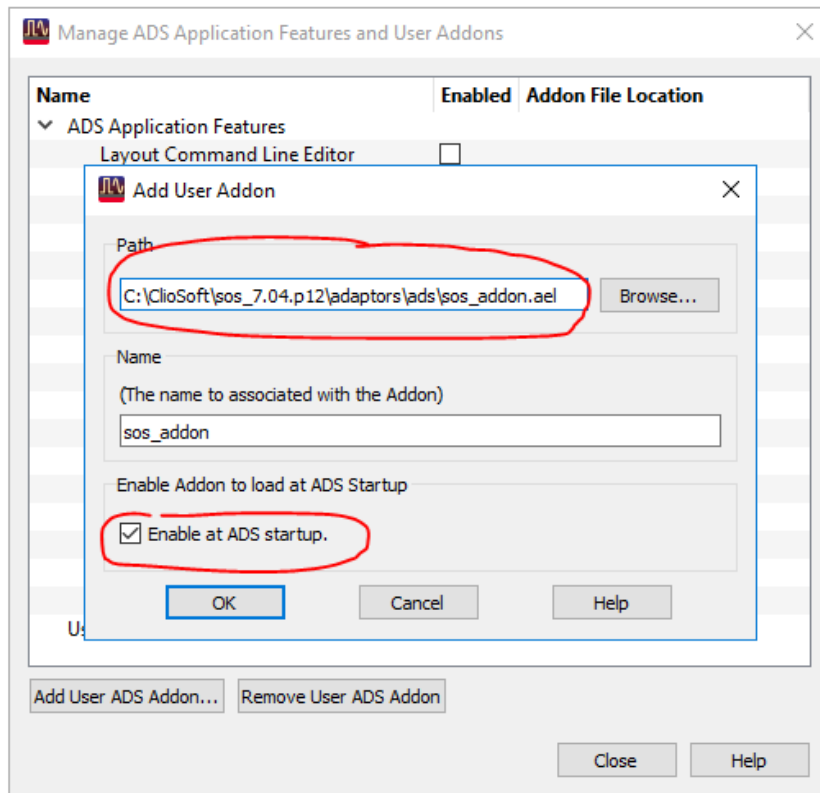 Manage ADS Application Features and User Addons
Name Enabled Addon File Location
ADS Application Features
Layout Command Line Editor
Add User Addon
Path
C:\ClioSoft\sos_7.04.p12\adaptors\ads\sos_addon.ael Browse...
Name
(The name to associated with the Addon)
sos_addon
Enable Addon to load at ADS Startup
Enable at ADS startup.
OK Cancel Help
Add User ADS Addon... Remove User ADS Addon
Close Help